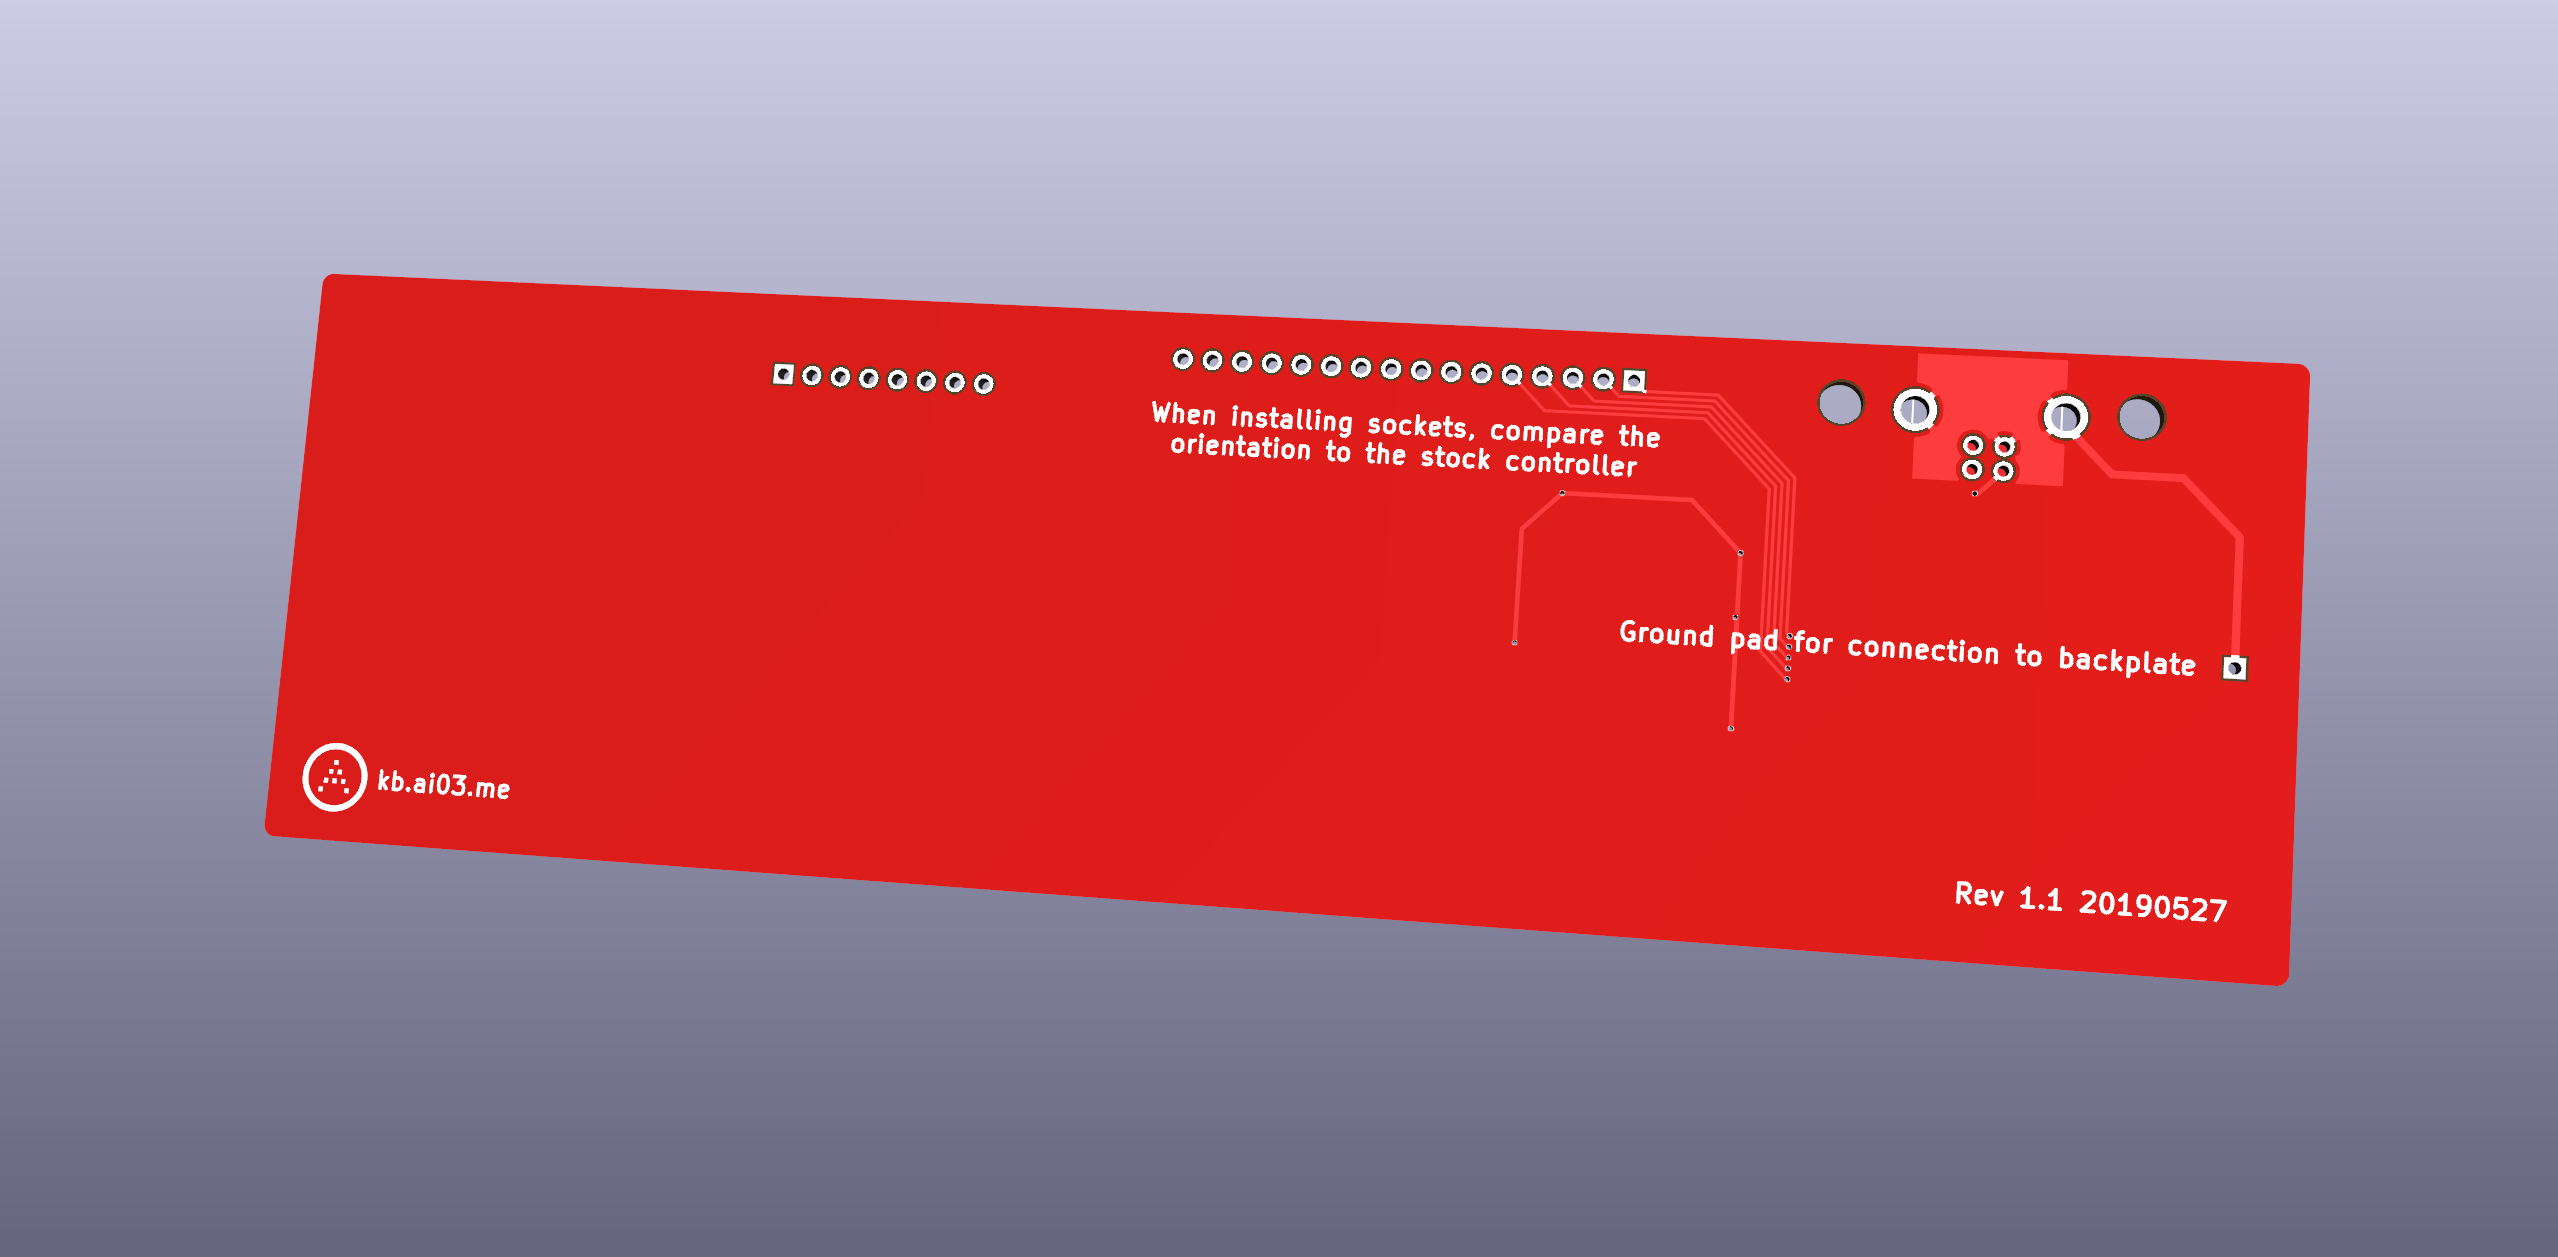 When installing sockets, compare the
orientation to the stock controller
Ground pad for connection to backplate
kb.ai03.me
Rev 1.1 20190527